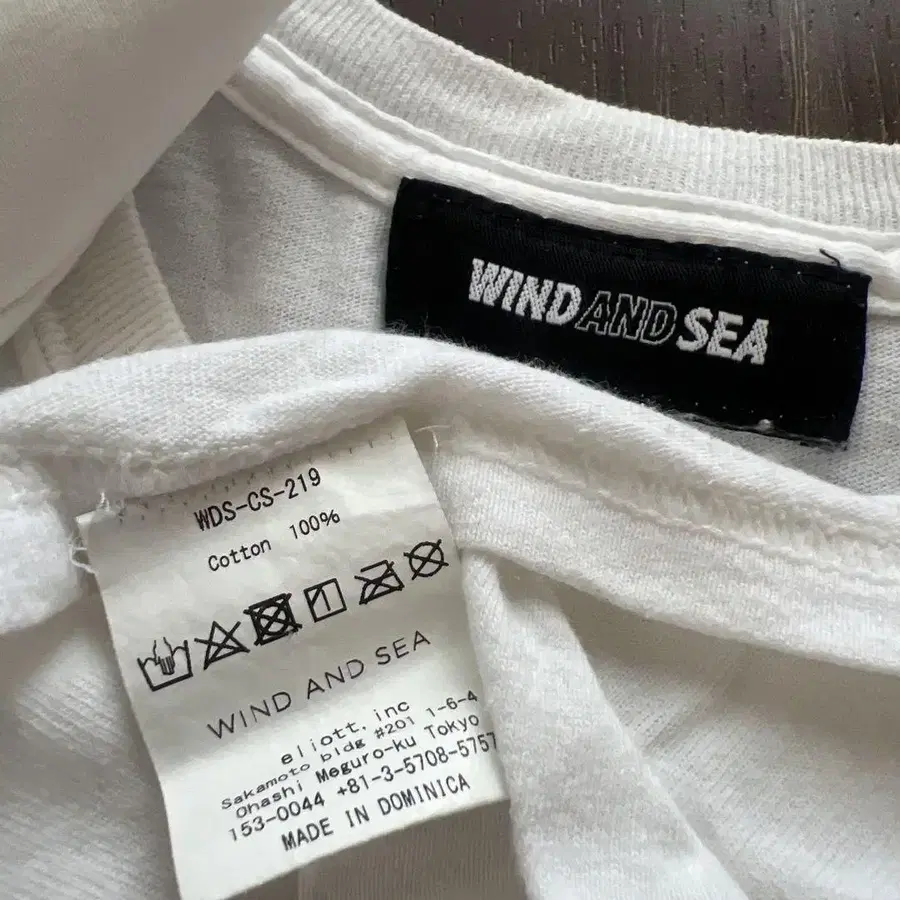 WIND AND SEA
WDS-CS-219
Cotton 100%
WIND AND SEA
eliott, inc
Sakamoto bldg #201 1-6-4
Ohashi Meguro-ku Tokyo
153-0044 +81-3-5708-5757
MADE IN DOMINICA